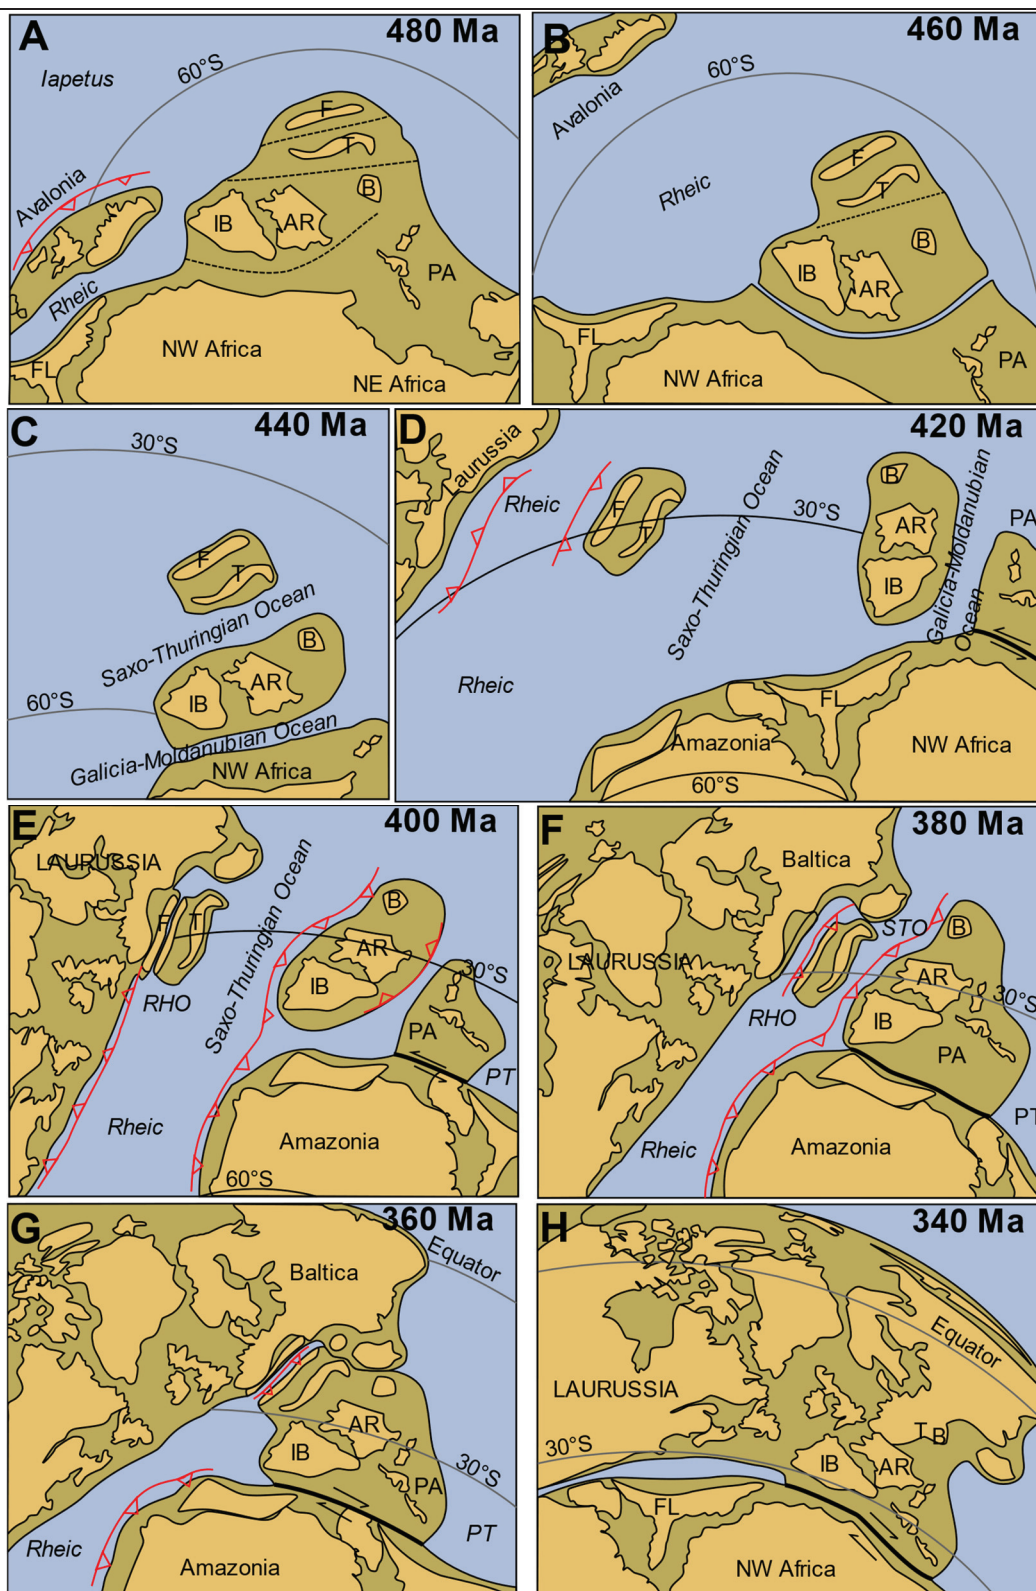 A
480 Ma
Iapetus
60°S
F
T
Avalonia
B
IB
AR
PA
Rheic
NW Africa
FL
NE Africa
B
460 Ma
60°S
Avalonia
Rheic
F
T
B
IB
AR
FL
PA
NW Africa
C
440 Ma
30°S
F
T
Saxo-Thuringian Ocean
B
AR
60°S
IB
Galicia-Moldanubian Ocean
NW Africa
D
420 Ma
Laurussia
Rheic
F
T
Saxo-Thuringian Ocean
30°S
B
AR
IB
Galicia-Moldanubian
Ocean
PA
Rheic
FL
Amazonia
NW Africa
60°S
E
400 Ma
LAURUSSIA
F
T
Saxo-Thuringian Ocean
B
AR
30°S
IB
RHO
PA
PT
Rheic
Amazonia
60°S
F
380 Ma
Baltica
STO
B
LAURUSSIA
AR
30°S
RHO
IB
PA
PT
Rheic
Amazonia
G
360 Ma
Equator
Baltica
AR
IB
30°S
PA
PT
Rheic
Amazonia
H
340 Ma
Equator
LAURUSSIA
T
B
30°S
IB
AR
FL
NW Africa